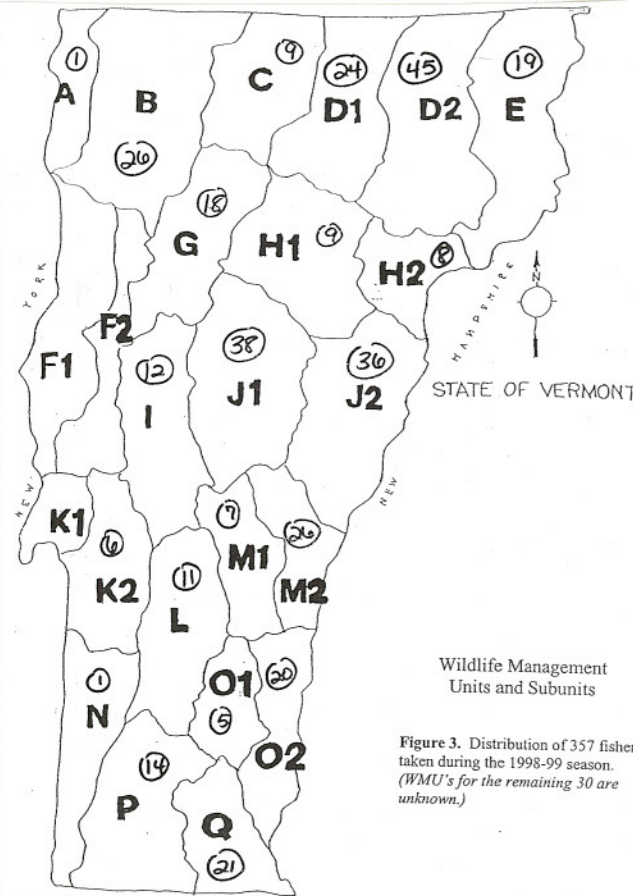 1
A
B
26
C
9
24
D1
45
D2
19
E
18
G
H1
9
H2
8
N
YORK
HAMPSHIRE
F2
F1
12
I
38
J1
36
J2
STATE OF VERMONT
NEW
NEW
K1
6
K2
7
M1
26
M2
11
L
1
N
O1
5
20
O2
14
P
Q
21
Wildlife Management
Units and Subunits
Figure 3. Distribution of 357 fisher
taken during the 1998-99 season.
(WMU's for the remaining 30 are
unknown.)